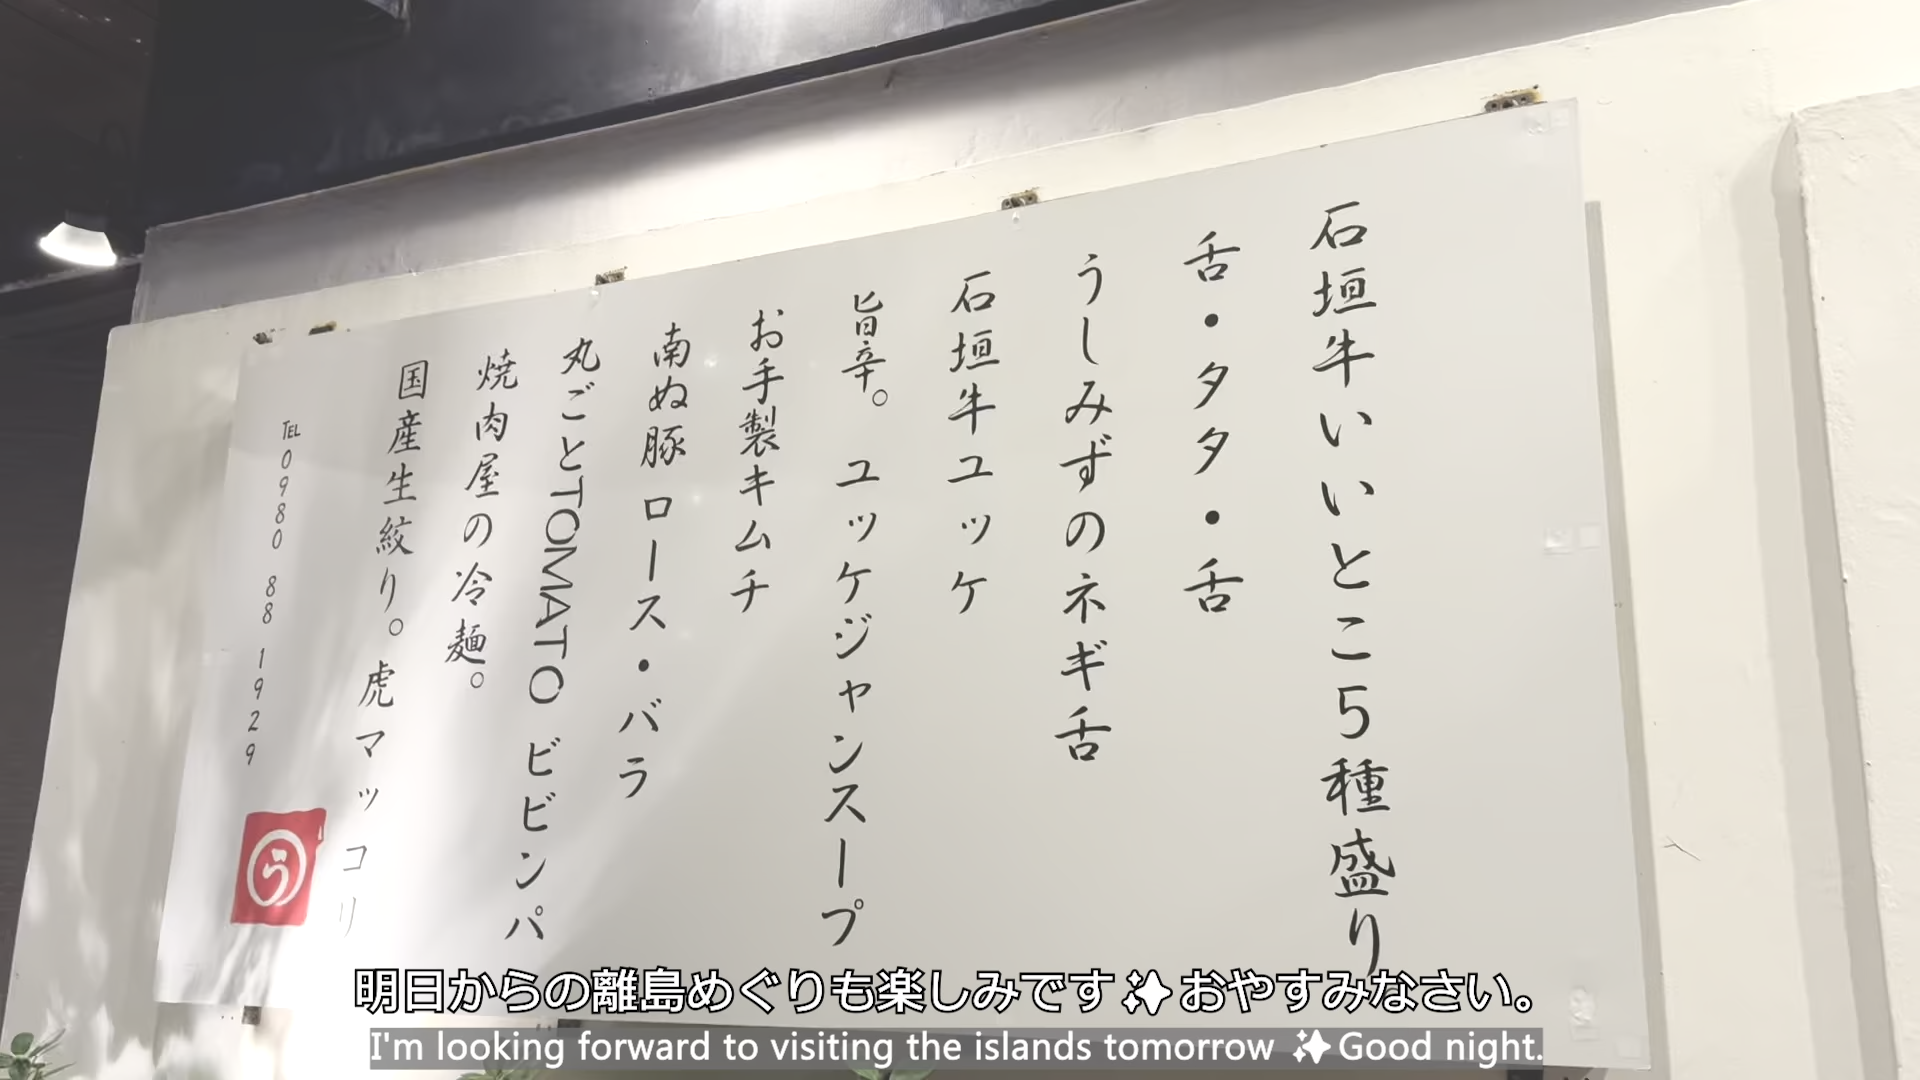 石垣牛いいとこ5種盛り
舌・タタ・舌
うしみずのネギ舌
石垣牛ユッケ
旨辛。 ユッケジャンスープ
お手製キムチ
南ぬ豚 ロース・バラ
丸ごとTOMATO ビビンパ
焼肉屋の冷麺。
国産生絞り。虎マッコリ
TEL 0980 88 1929
う
明日からの離島めぐりも楽しみです✨おやすみなさい。
I'm looking forward to visiting the islands tomorrow ✨Good night.